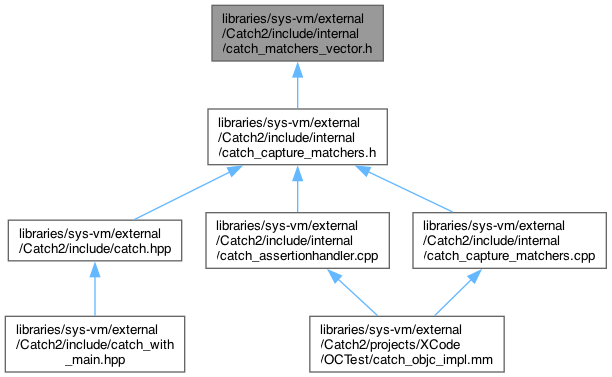 libraries/sys-vm/external
/Catch2/include/internal
/catch_matchers_vector.h
libraries/sys-vm/external
/Catch2/include/internal
/catch_capture_matchers.h
libraries/sys-vm/external
/Catch2/include/catch.hpp
libraries/sys-vm/external
/Catch2/include/internal
/catch_assertionhandler.cpp
libraries/sys-vm/external
/Catch2/include/internal
/catch_capture_matchers.cpp
libraries/sys-vm/external
/Catch2/include/catch_with
_main.hpp
libraries/sys-vm/external
/Catch2/projects/XCode
/OCTest/catch_objc_impl.mm